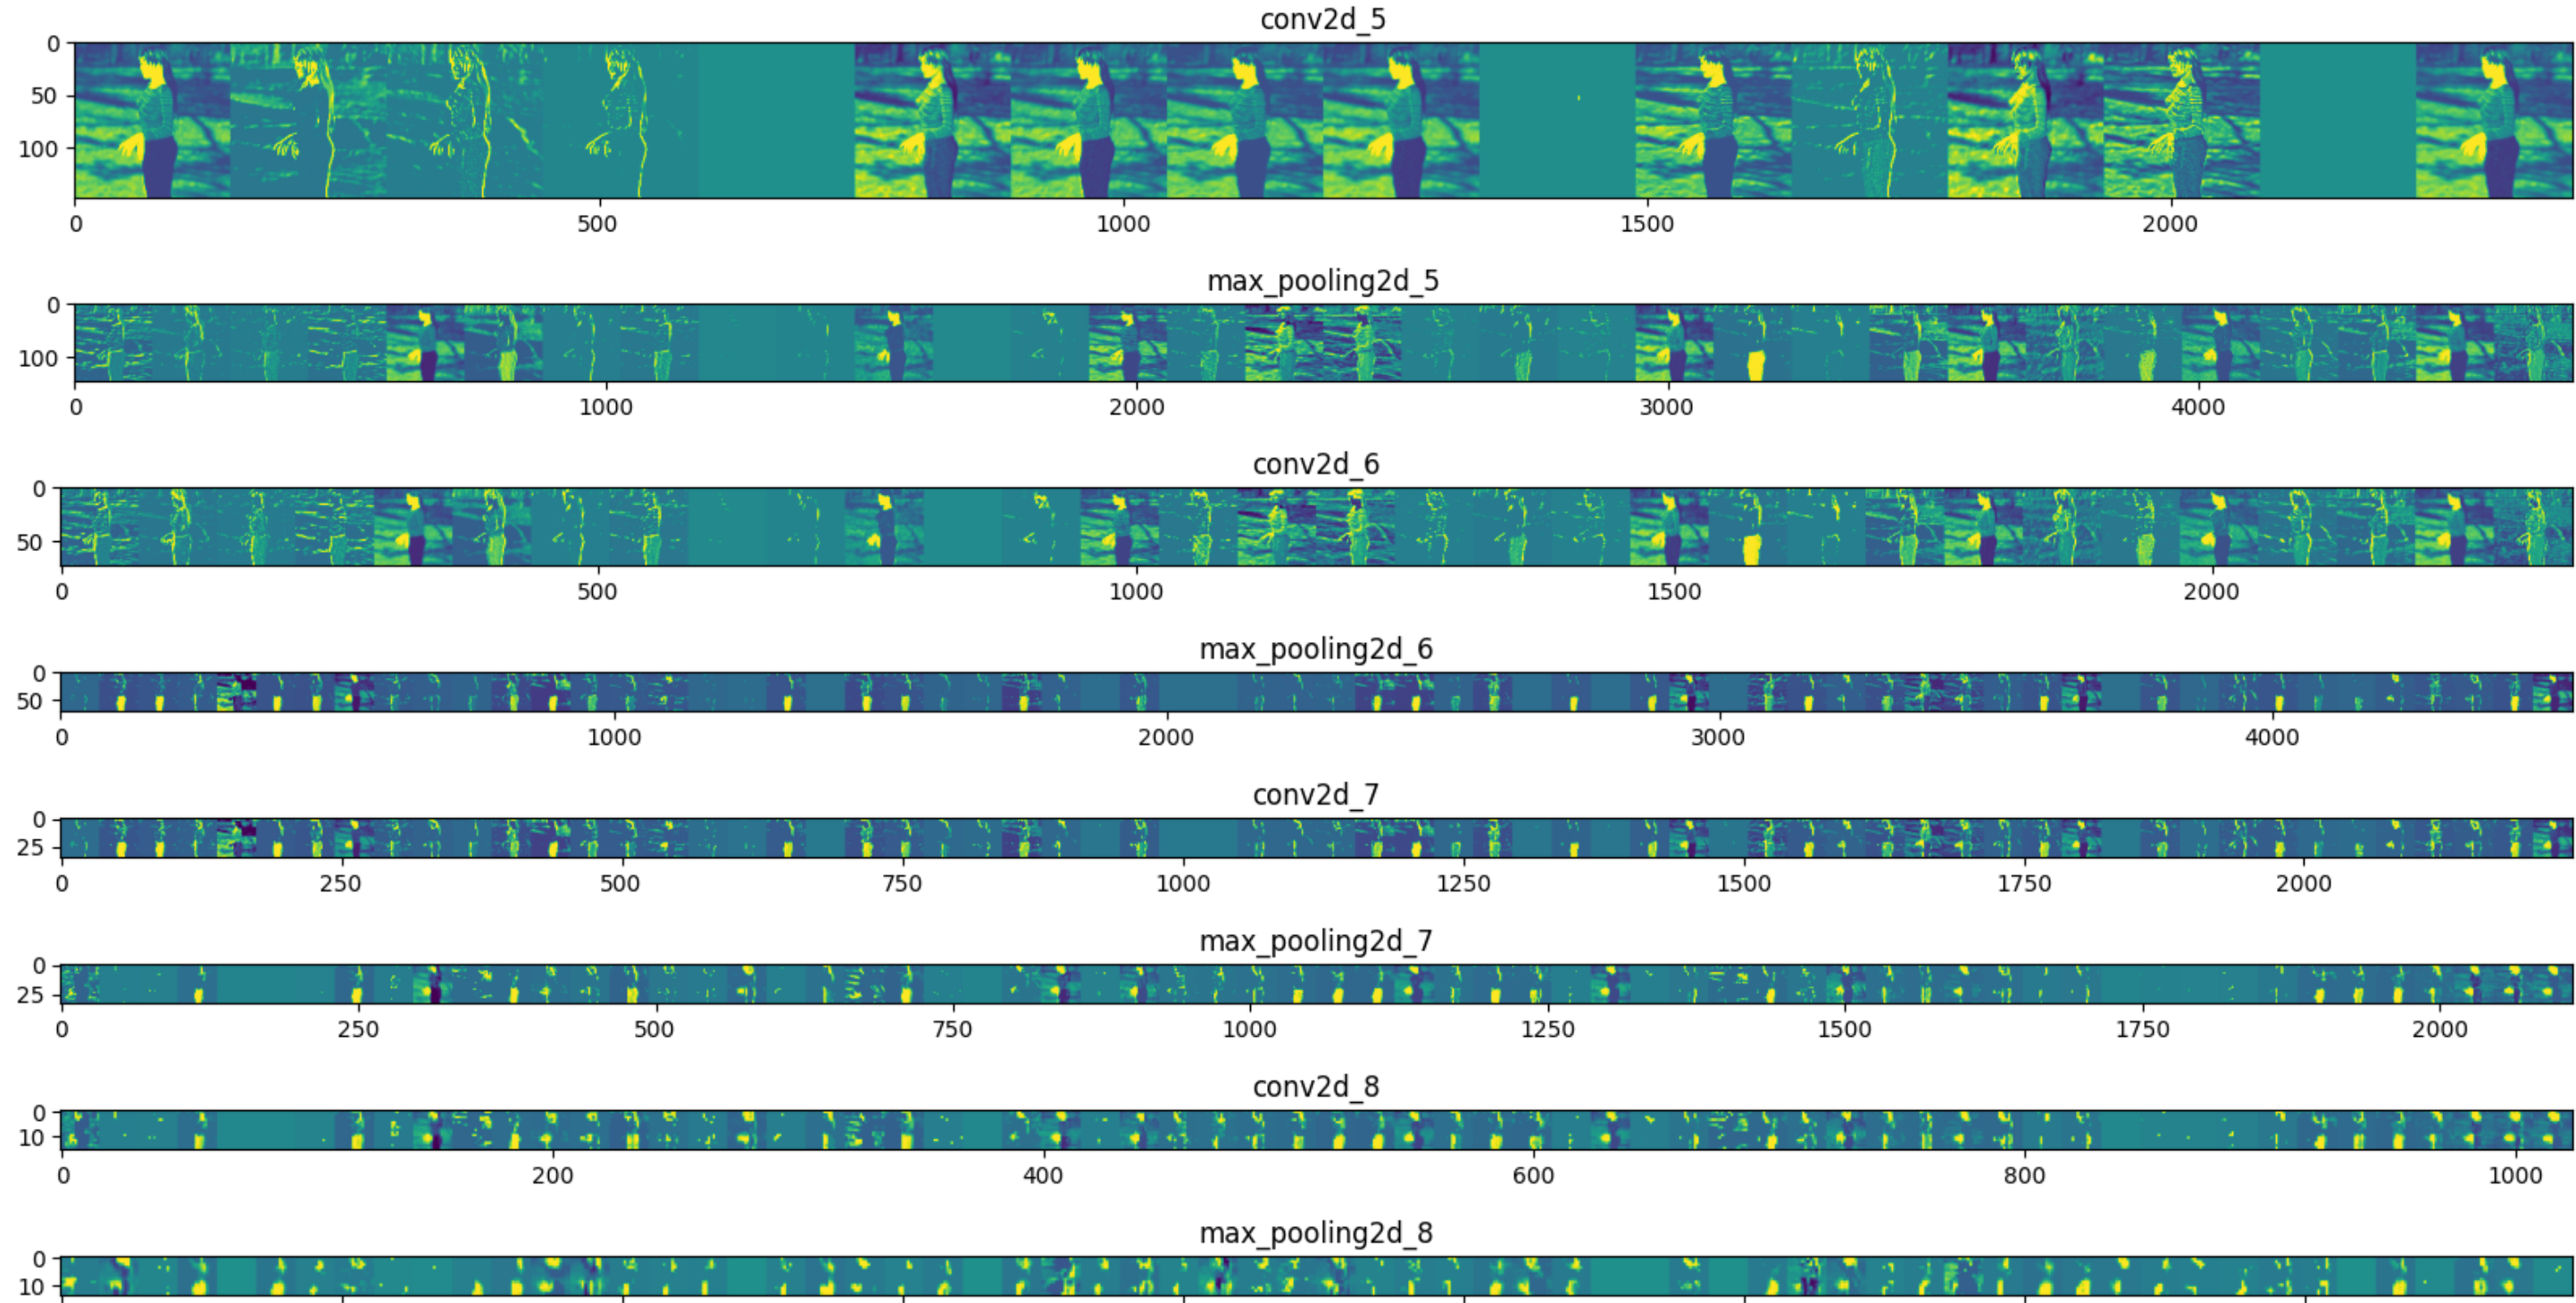 conv2d_5
0
50
100
0 500 1000 1500 2000
max_pooling2d_5
0
100
0 1000 2000 3000 4000
conv2d_6
0
50
0 500 1000 1500 2000
max_pooling2d_6
0
50
0 1000 2000 3000 4000
conv2d_7
0
25
0 250 500 750 1000 1250 1500 1750 2000
max_pooling2d_7
0
25
0 250 500 750 1000 1250 1500 1750 2000
conv2d_8
0
10
0 200 400 600 800 1000
max_pooling2d_8
0
10